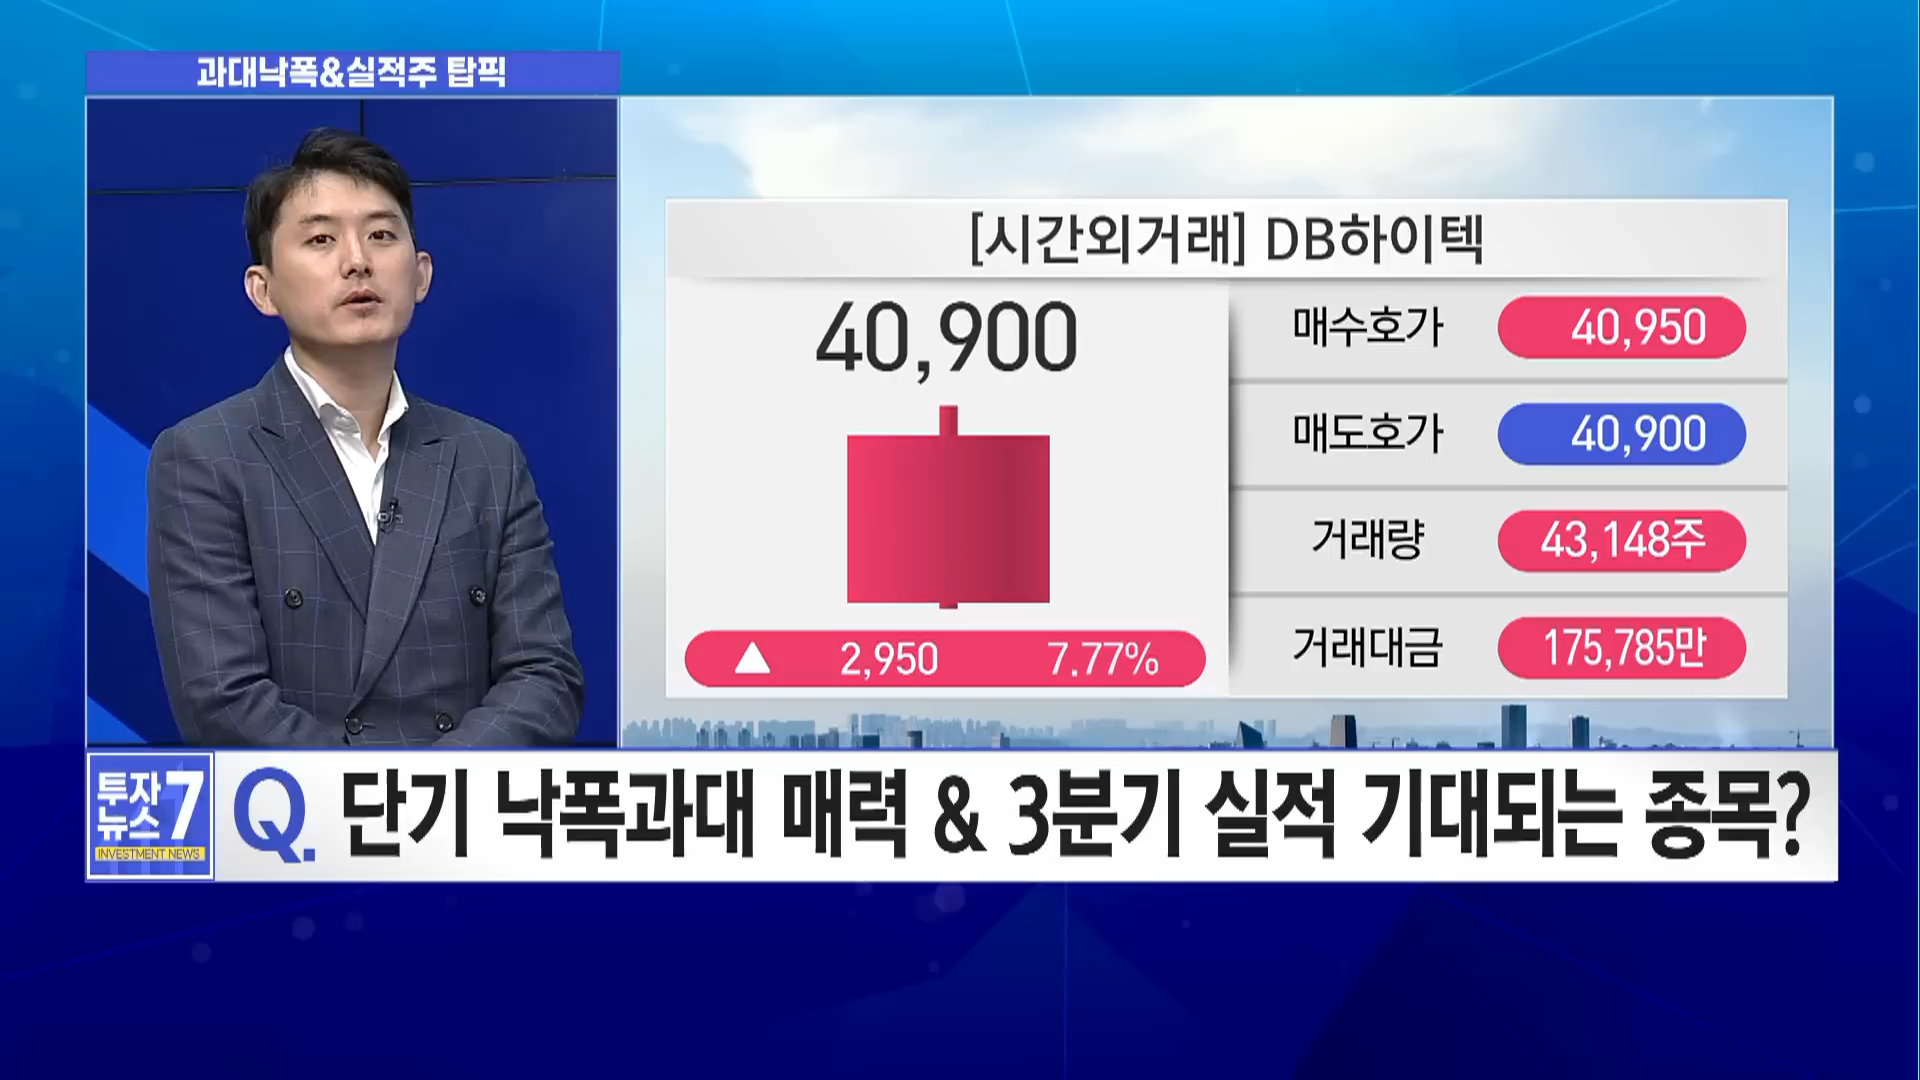 과대낙폭&실적주 탑픽
[시간외거래] DB하이텍
40,900
▲ 2,950 7.77%
매수호가 40,950
매도호가 40,900
거래량 43,148주
거래대금 175,785만
투자
뉴스7
INVESTMENT NEWS
Q. 단기 낙폭과대 매력 & 3분기 실적 기대되는 종목?